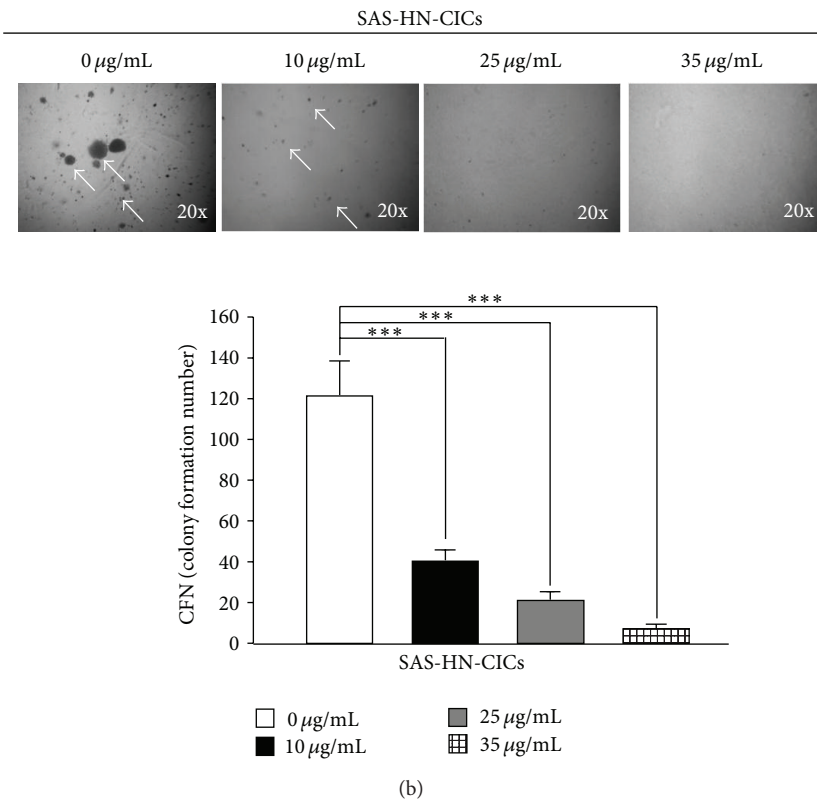 SAS-HN-CICs
0 μg/mL 10 μg/mL 25 μg/mL 35 μg/mL
20x 20x 20x 20x
160
140
120
100
80
60
40
20
0
CFN (colony formation number)
***
***
***
SAS-HN-CICs
0 μg/mL 25 μg/mL
10 μg/mL 35 μg/mL
(b)